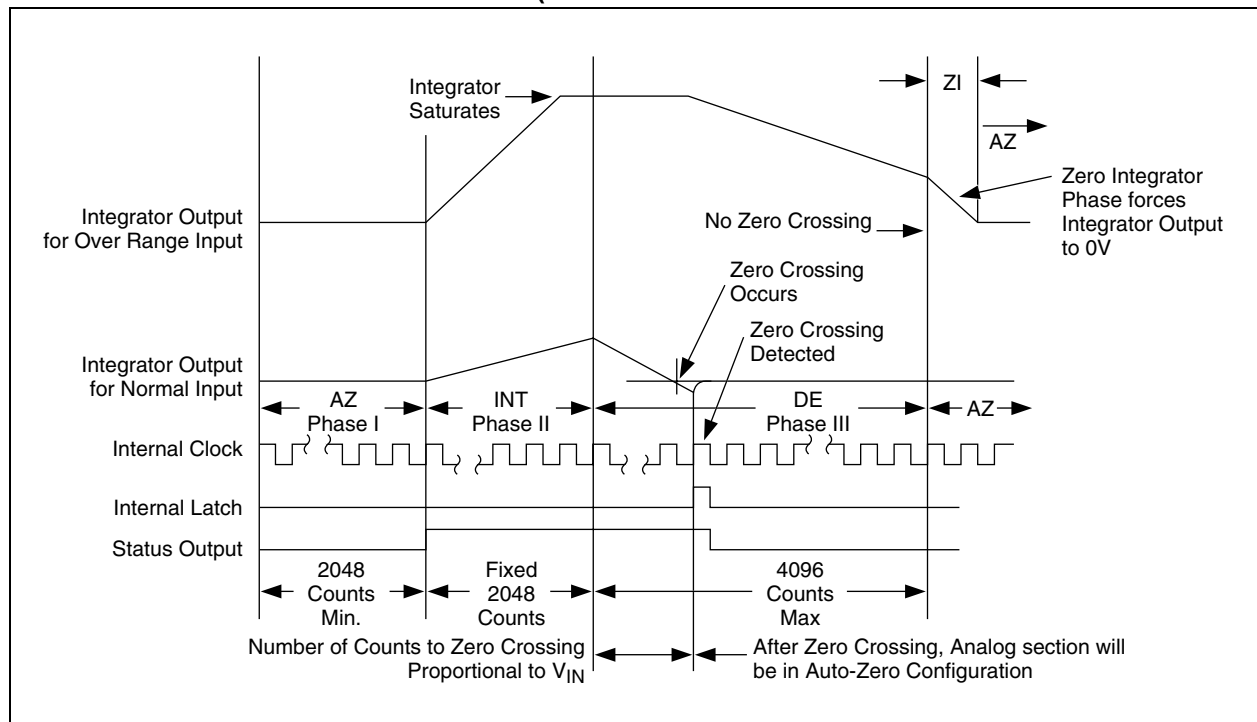 Integrator
Saturates
ZI
AZ
Zero Integrator
Phase forces
Integrator Output
to 0V
Integrator Output
for Over Range Input
No Zero Crossing
Zero Crossing
Occurs
Zero Crossing
Detected
Integrator Output
for Normal Input
AZ
Phase I
INT
Phase II
DE
Phase III
AZ
Internal Clock
Internal Latch
Status Output
2048
Counts
Min.
Fixed
2048
Counts
4096
Counts
Max
Number of Counts to Zero Crossing
Proportional to VIN
After Zero Crossing, Analog section will
be in Auto-Zero Configuration